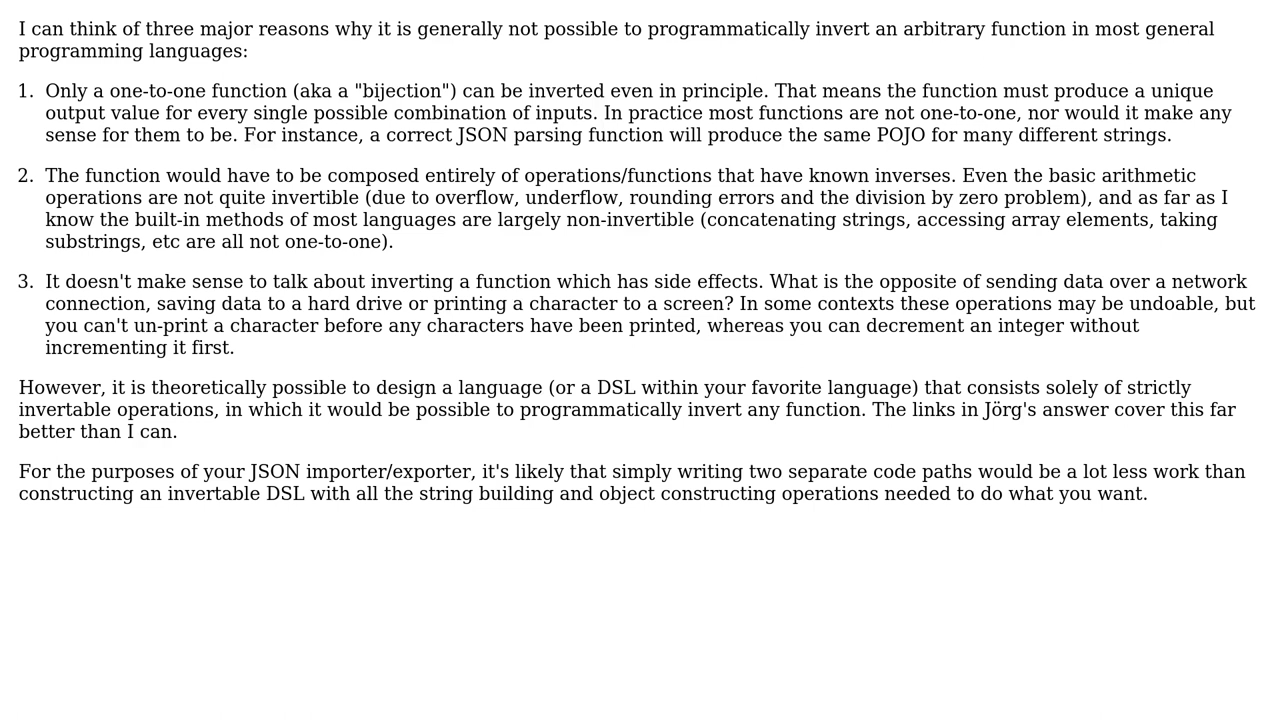 I can think of three major reasons why it is generally not possible to programmatically invert an arbitrary function in most general
programming languages:
1. Only a one-to-one function (aka a "bijection") can be inverted even in principle. That means the function must produce a unique
output value for every single possible combination of inputs. In practice most functions are not one-to-one, nor would it make any
sense for them to be. For instance, a correct JSON parsing function will produce the same POJO for many different strings.
2. The function would have to be composed entirely of operations/functions that have known inverses. Even the basic arithmetic
operations are not quite invertible (due to overflow, underflow, rounding errors and the division by zero problem), and as far as I
know the built-in methods of most languages are largely non-invertible (concatenating strings, accessing array elements, taking
substrings, etc are all not one-to-one).
3. It doesn't make sense to talk about inverting a function which has side effects. What is the opposite of sending data over a network
connection, saving data to a hard drive or printing a character to a screen? In some contexts these operations may be undoable, but
you can't un-print a character before any characters have been printed, whereas you can decrement an integer without
incrementing it first.
However, it is theoretically possible to design a language (or a DSL within your favorite language) that consists solely of strictly
invertable operations, in which it would be possible to programmatically invert any function. The links in Jörg's answer cover this far
better than I can.
For the purposes of your JSON importer/exporter, it's likely that simply writing two separate code paths would be a lot less work than
constructing an invertable DSL with all the string building and object constructing operations needed to do what you want.